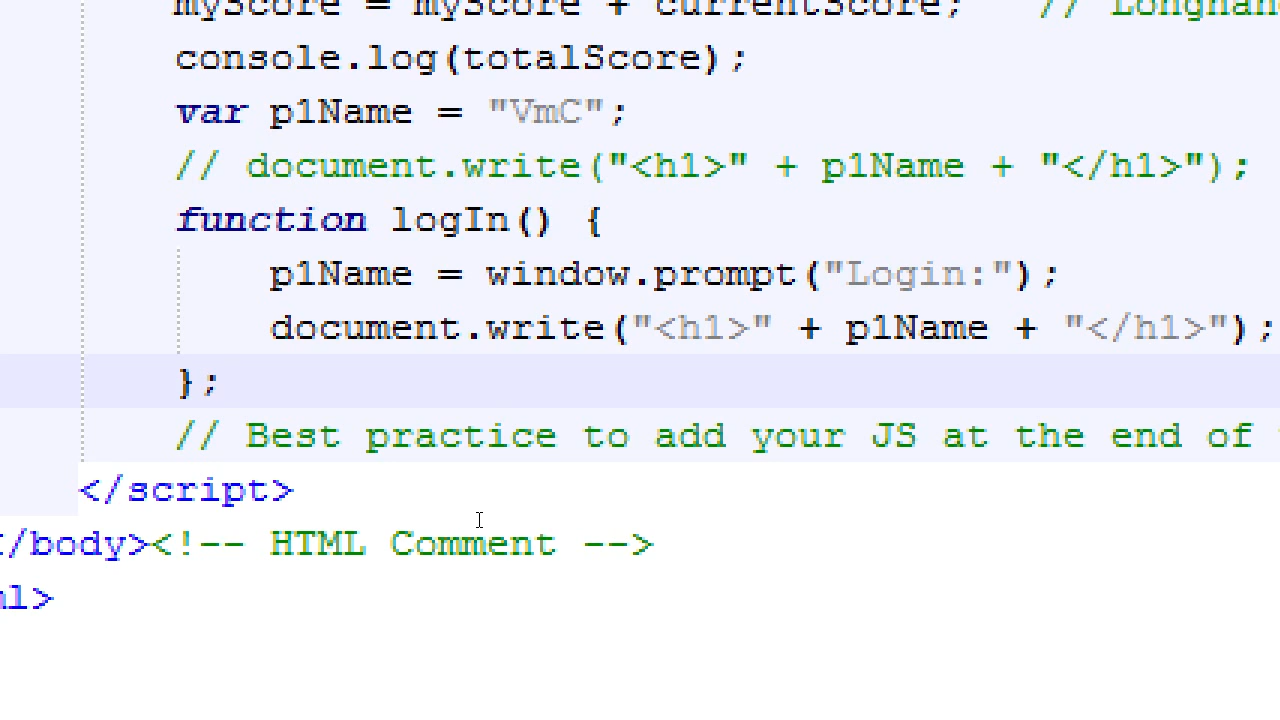 myScore = myScore + currentScore; // Longhan
console.log(totalScore);
var p1Name = "VmC";
// document.write("<h1>" + p1Name + "</h1>");
function logIn() {
p1Name = window.prompt("Login:");
document.write("<h1>" + p1Name + "</h1>");
};
// Best practice to add your JS at the end of
</script>
/body><!-- HTML Comment -->
ml>